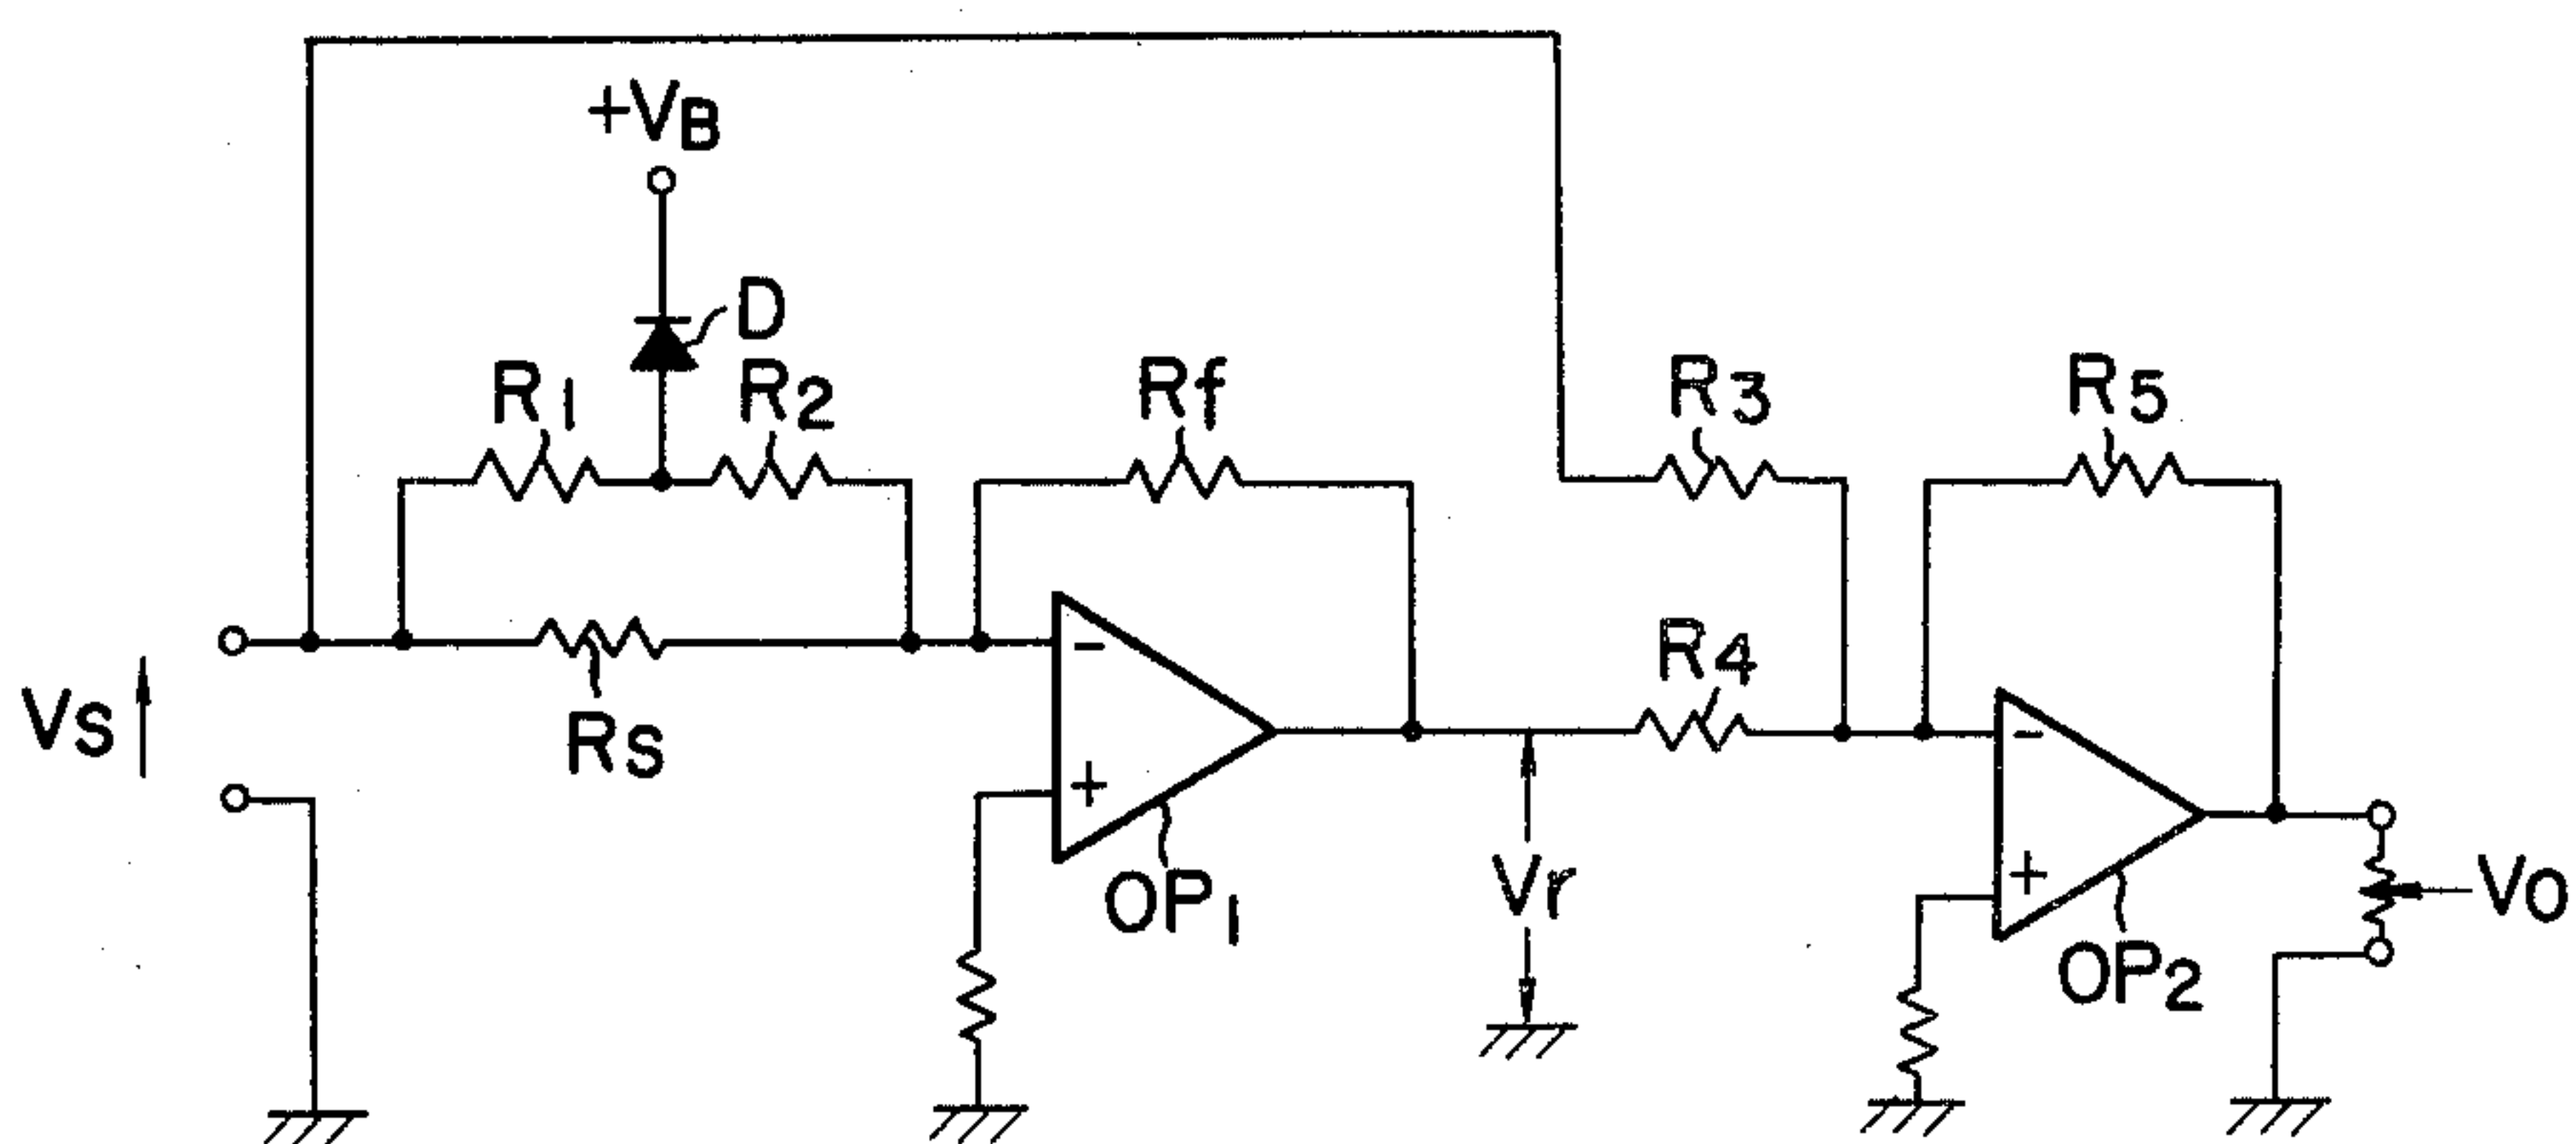 +VB
D
R1
R2
Rf
R3
R5
VS
RS
-
+
OP1
Vr
R4
-
+
OP2
VO